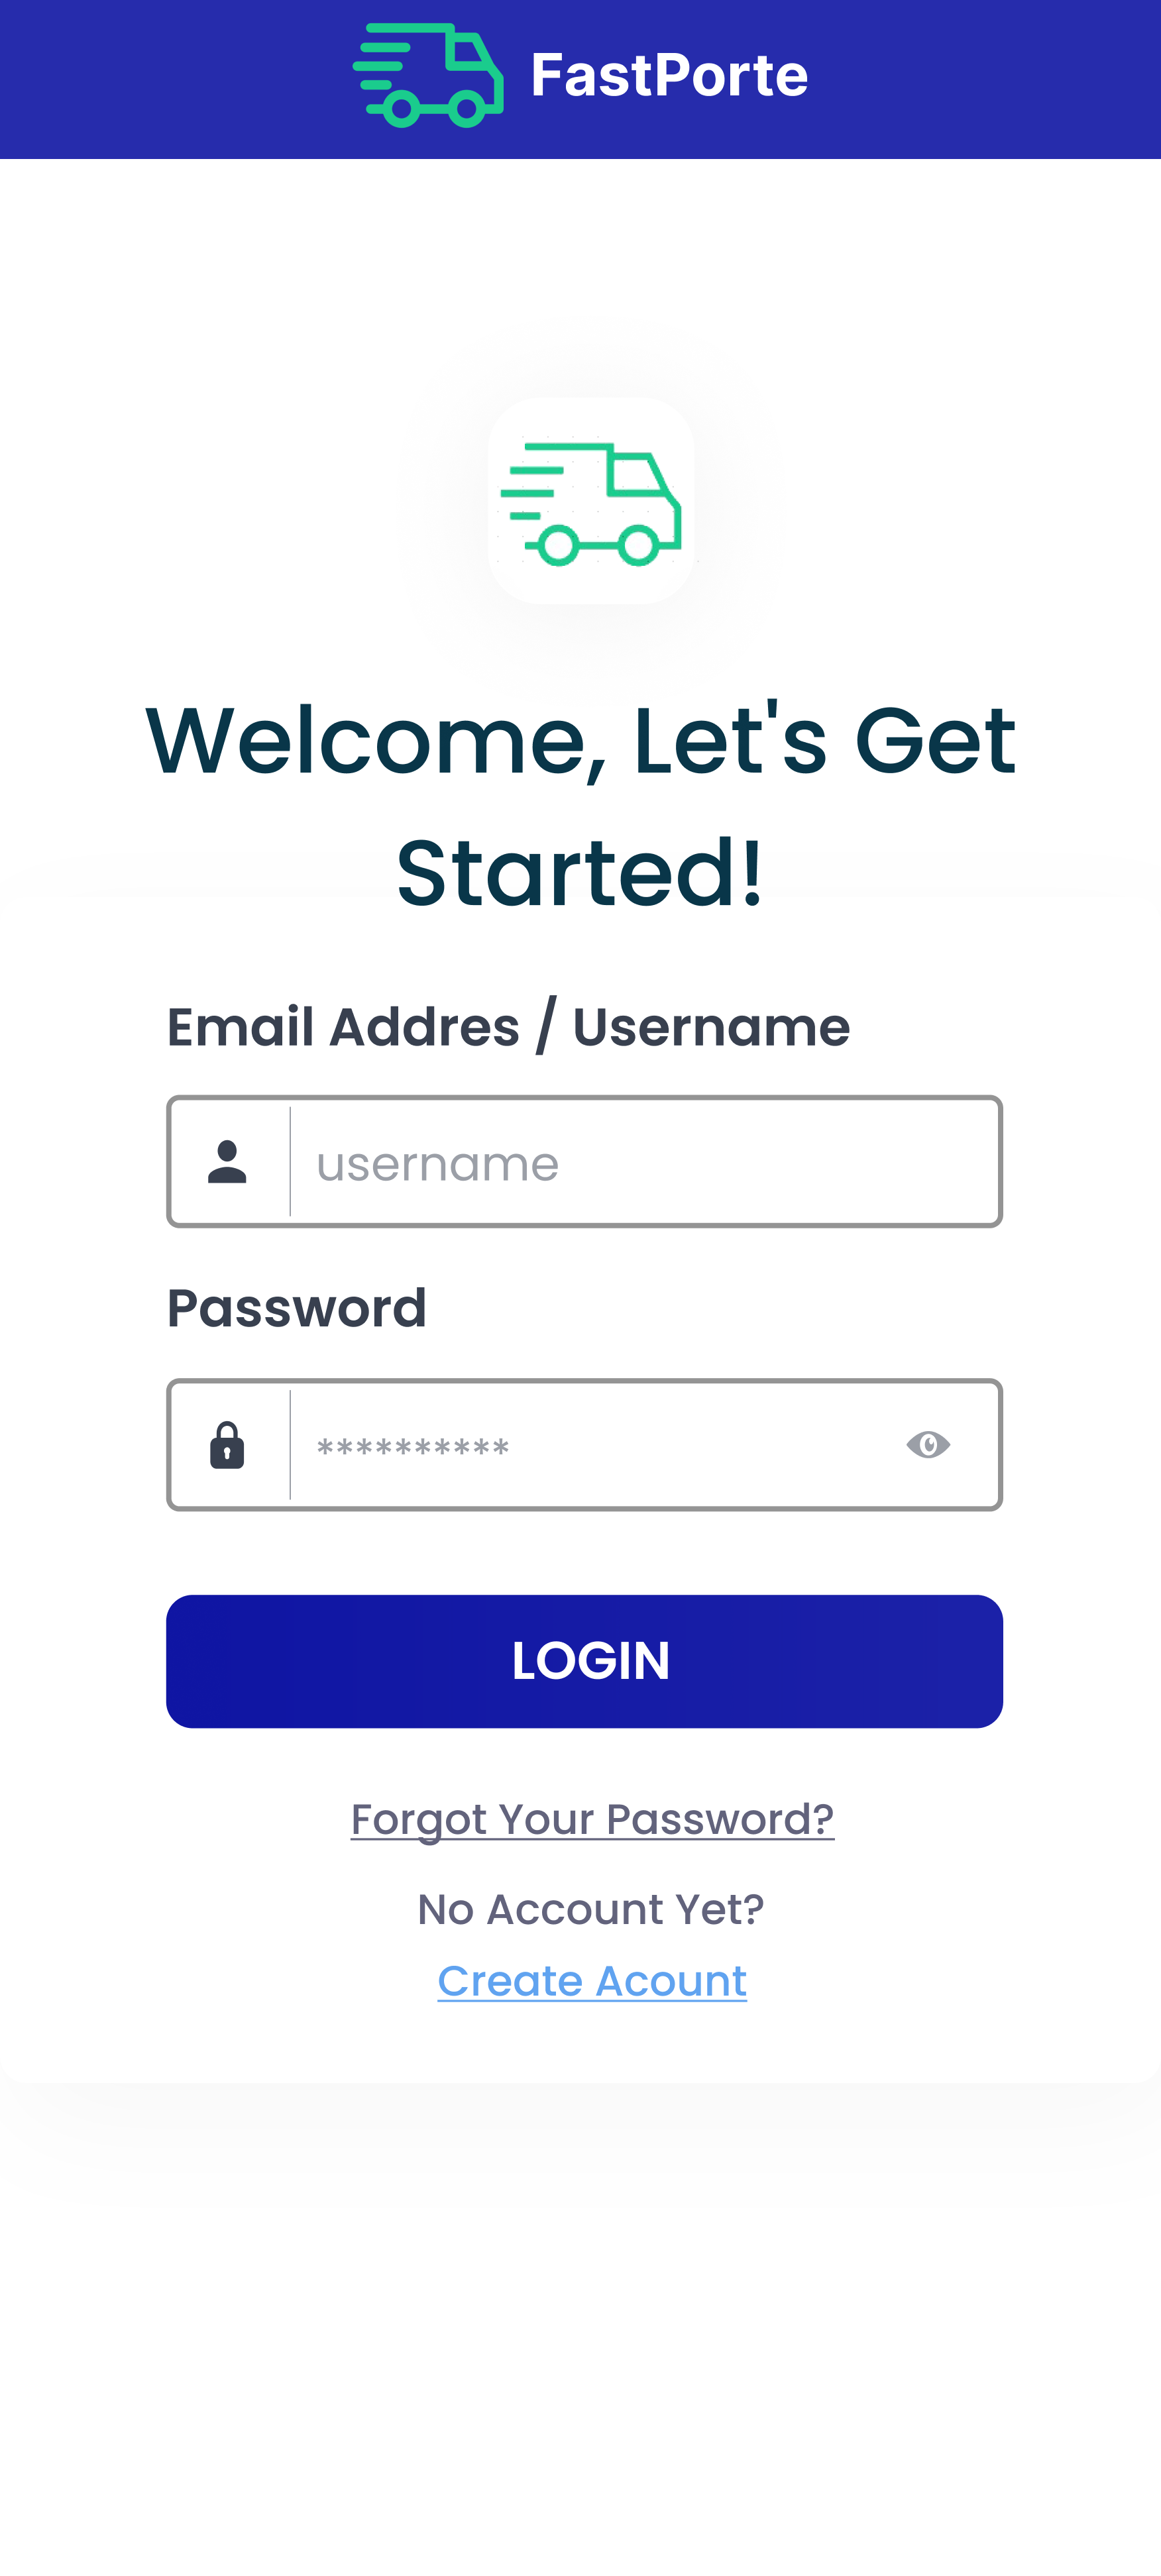 FastPorte
Welcome, Let's Get
Started!
Email Addres / Username
username
Password
**********
LOGIN
Forgot Your Password?
No Account Yet?
Create Acount